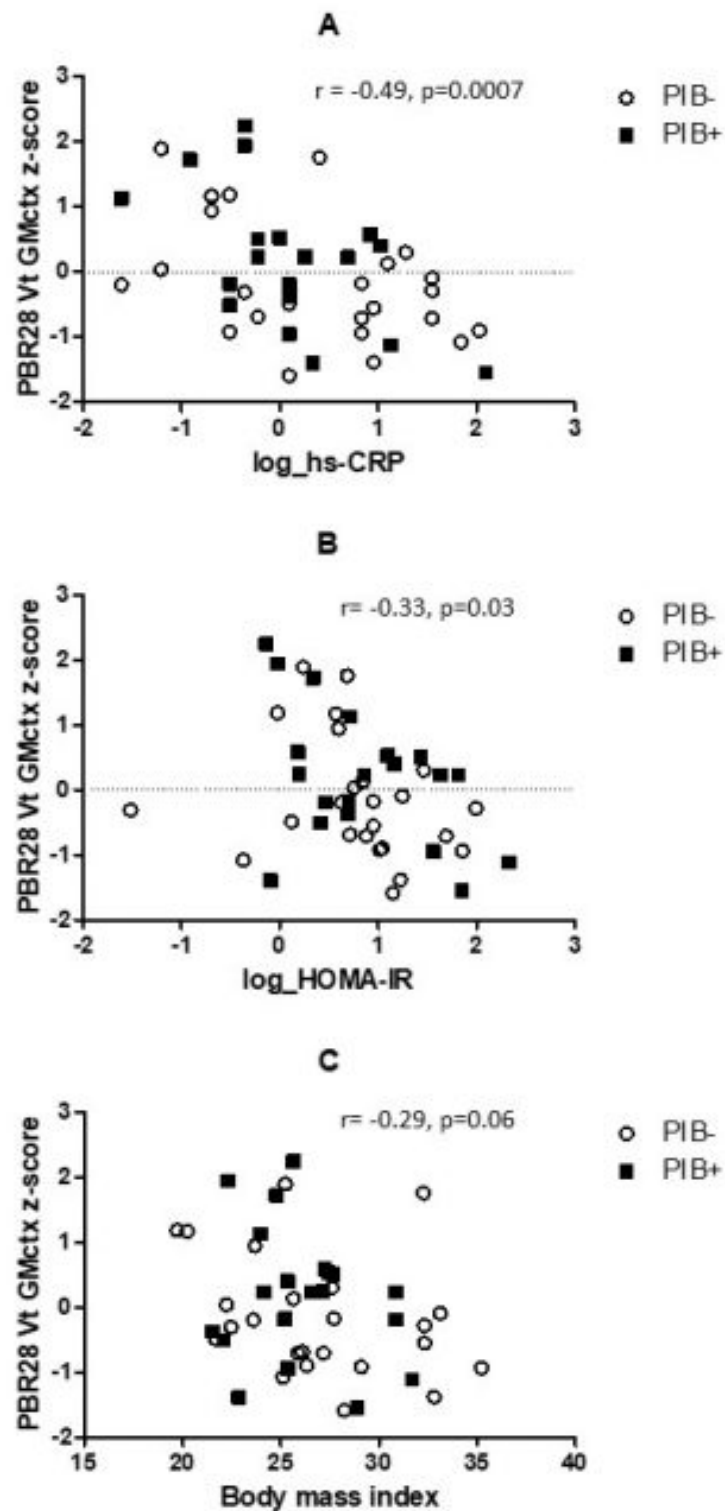 A
r = -0.49, p=0.0007
PIB-
PIB+
PBR28 Vt GMctx z-score
3
2
1
0
-1
-2
-2
-1
0
1
2
3
log_hs-CRP
B
r= -0.33, p=0.03
PIB-
PIB+
PBR28 Vt GMctx z-score
3
2
1
0
-1
-2
-2
-1
0
1
2
3
log_HOMA-IR
C
r= -0.29, p=0.06
PIB-
PIB+
PBR28 Vt GMctx z-score
3
2
1
0
-1
-2
15
20
25
30
35
40
Body mass index